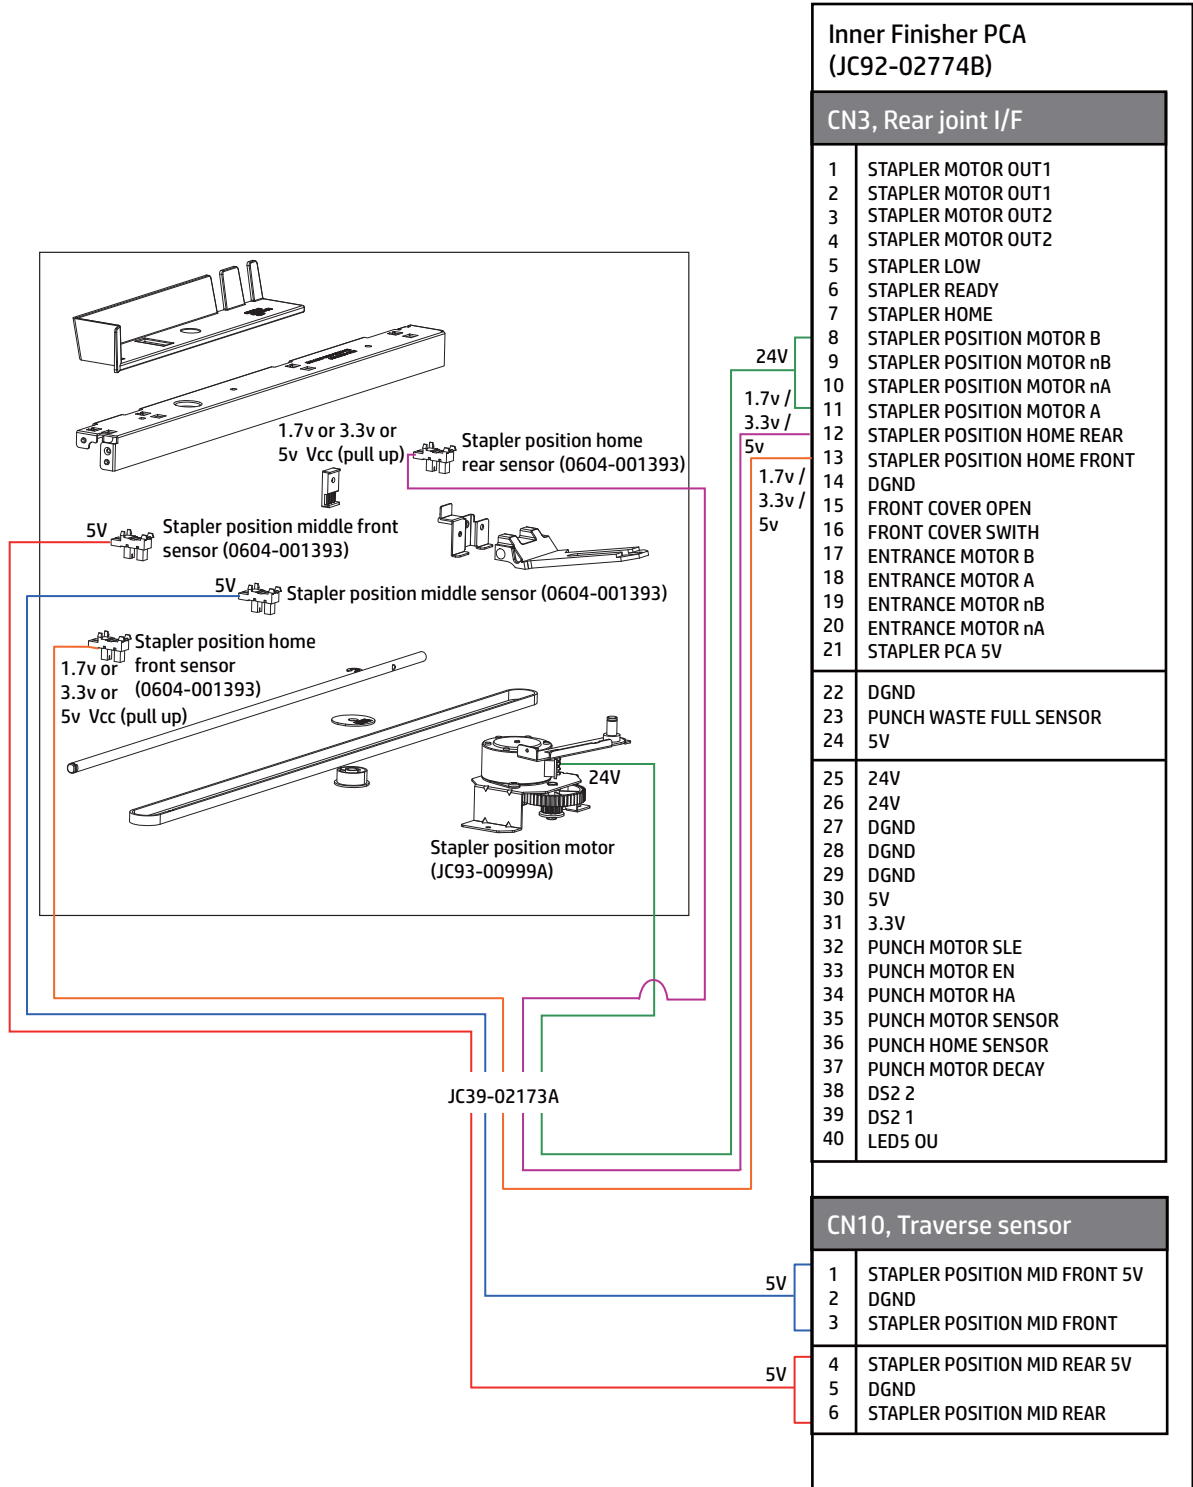 Inner Finisher PCA
(JC92-02774B)
CN3, Rear joint I/F
1 STAPLER MOTOR OUT1
2 STAPLER MOTOR OUT1
3 STAPLER MOTOR OUT2
4 STAPLER MOTOR OUT2
5 STAPLER LOW
6 STAPLER READY
7 STAPLER HOME
8 STAPLER POSITION MOTOR B
9 STAPLER POSITION MOTOR nB
10 STAPLER POSITION MOTOR nA
11 STAPLER POSITION MOTOR A
12 STAPLER POSITION HOME REAR
13 STAPLER POSITION HOME FRONT
14 DGND
15 FRONT COVER OPEN
16 FRONT COVER SWITH
17 ENTRANCE MOTOR B
18 ENTRANCE MOTOR A
19 ENTRANCE MOTOR nB
20 ENTRANCE MOTOR nA
21 STAPLER PCA 5V
22 DGND
23 PUNCH WASTE FULL SENSOR
24 5V
25 24V
26 24V
27 DGND
28 DGND
29 DGND
30 5V
31 3.3V
32 PUNCH MOTOR SLE
33 PUNCH MOTOR EN
34 PUNCH MOTOR HA
35 PUNCH MOTOR SENSOR
36 PUNCH HOME SENSOR
37 PUNCH MOTOR DECAY
38 DS2 2
39 DS2 1
40 LED5 OU
24V
1.7v /
3.3v /
5v
1.7v /
3.3v /
5v
1.7v or 3.3v or
5v Vcc (pull up)
Stapler position home
rear sensor (0604-001393)
5V
Stapler position middle front
sensor (0604-001393)
5V
Stapler position middle sensor (0604-001393)
Stapler position home
front sensor
(0604-001393)
1.7v or
3.3v or
5v Vcc (pull up)
24V
Stapler position motor
(JC93-00999A)
JC39-02173A
CN10, Traverse sensor
5V
1 STAPLER POSITION MID FRONT 5V
2 DGND
3 STAPLER POSITION MID FRONT
5V
4 STAPLER POSITION MID REAR 5V
5 DGND
6 STAPLER POSITION MID REAR